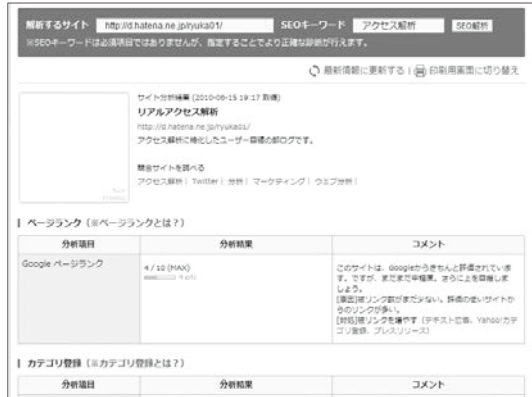 解析するサイト http://d.hatena.ne.jp/ryuka01/ SEOキーワード アクセス解析 SEO解析
※SEOキーワードは必須項目ではありませんが、指定することでより正確な診断が行えます。
最新情報に更新する | 印刷用画面に切り替え
サイト分析結果 (2010-06-15 19:17 取得)
リアルアクセス解析
http://d.hatena.ne.jp/ryuka01/
アクセス解析に特化したユーザー目線の部ログです。
競合サイトを調べる
アクセス解析 | Twitter | 分析 | マーケティング | ウェブ分析 |
ページランク (※ページランクとは?)
分析項目 分析結果 コメント
Google ページランク
4 / 10 (MAX)
このサイトは、Googleからきちんと評価されていま
す。ですが、まだまだ中程度。さらに上を目指しま
しょう。
[要因]被リンク数がまだ少ない。評価の低いサイトか
らのリンクが多い。
[対処]被リンクを増やす (テキスト広告、Yahoo!カテ
ゴリ登録、プレスリリース)
カテゴリ登録 (※カテゴリ登録とは?)
分析項目 分析結果 コメント